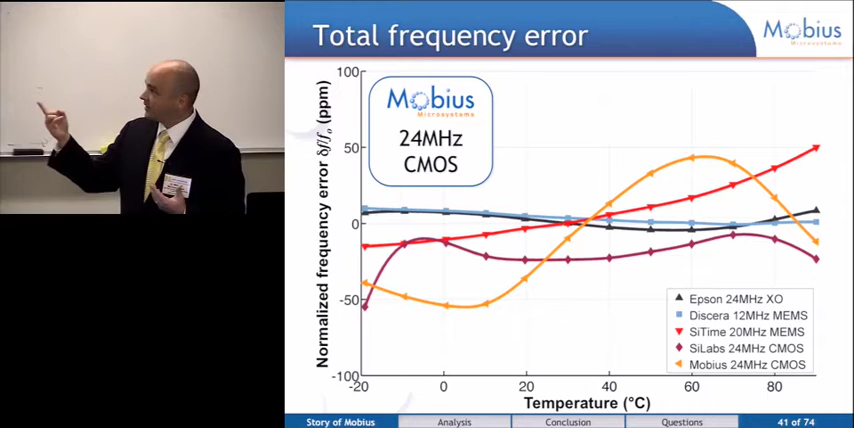 Total frequency error
Mobius
Microsystems
Normalized frequency error δf/fₒ (ppm)
100
50
0
-50
-100
Mobius
Microsystems
24MHz
CMOS
Epson 24MHz XO
Discera 12MHz MEMS
SiTime 20MHz MEMS
SiLabs 24MHz CMOS
Mobius 24MHz CMOS
-20
0
20
40
60
80
Temperature (°C)
Story of Mobius
Analysis
Conclusion
Questions
41 of 74